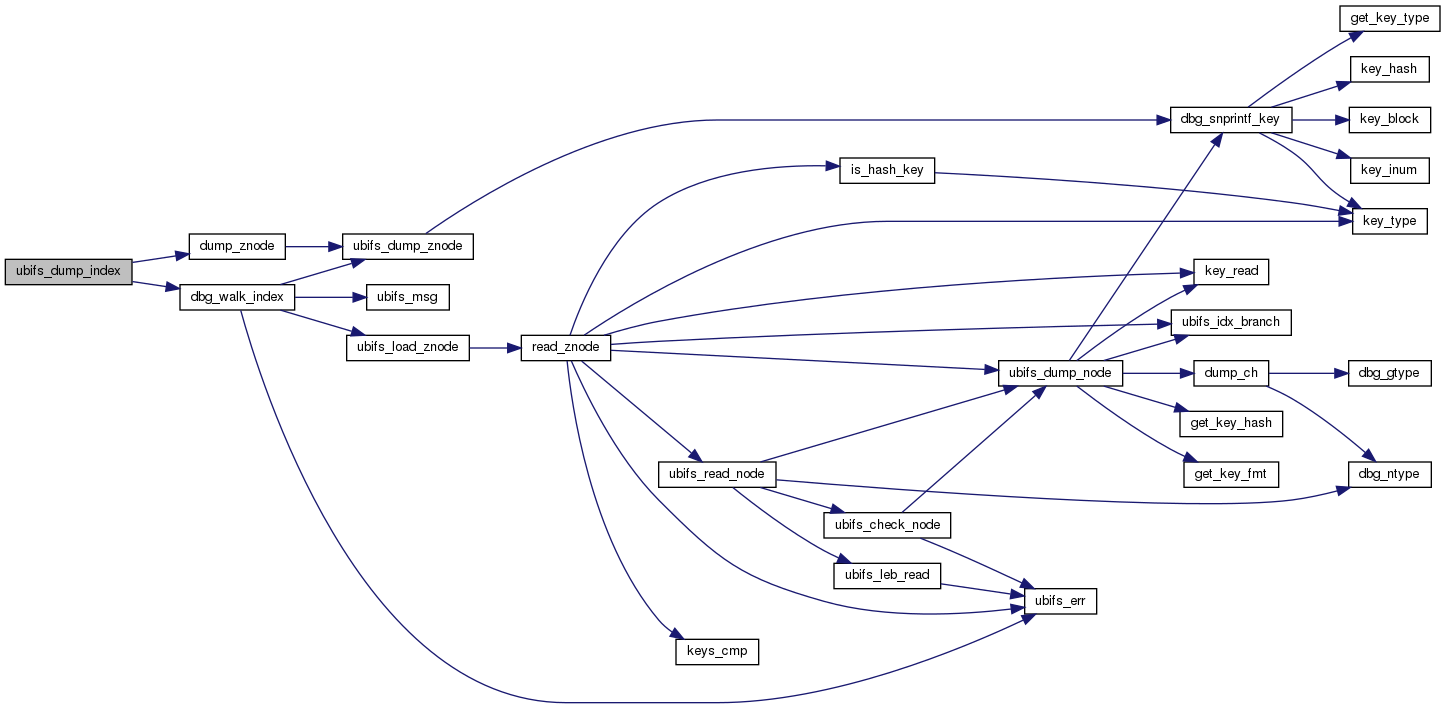 get_key_type
key_hash
dbg_snprintf_key
key_block
is_hash_key
key_inum
key_type
dump_znode
ubifs_dump_znode
ubifs_dump_index
key_read
dbg_walk_index
ubifs_msg
ubifs_idx_branch
ubifs_load_znode
read_znode
ubifs_dump_node
dump_ch
dbg_gtype
get_key_hash
ubifs_read_node
get_key_fmt
dbg_ntype
ubifs_check_node
ubifs_leb_read
ubifs_err
keys_cmp